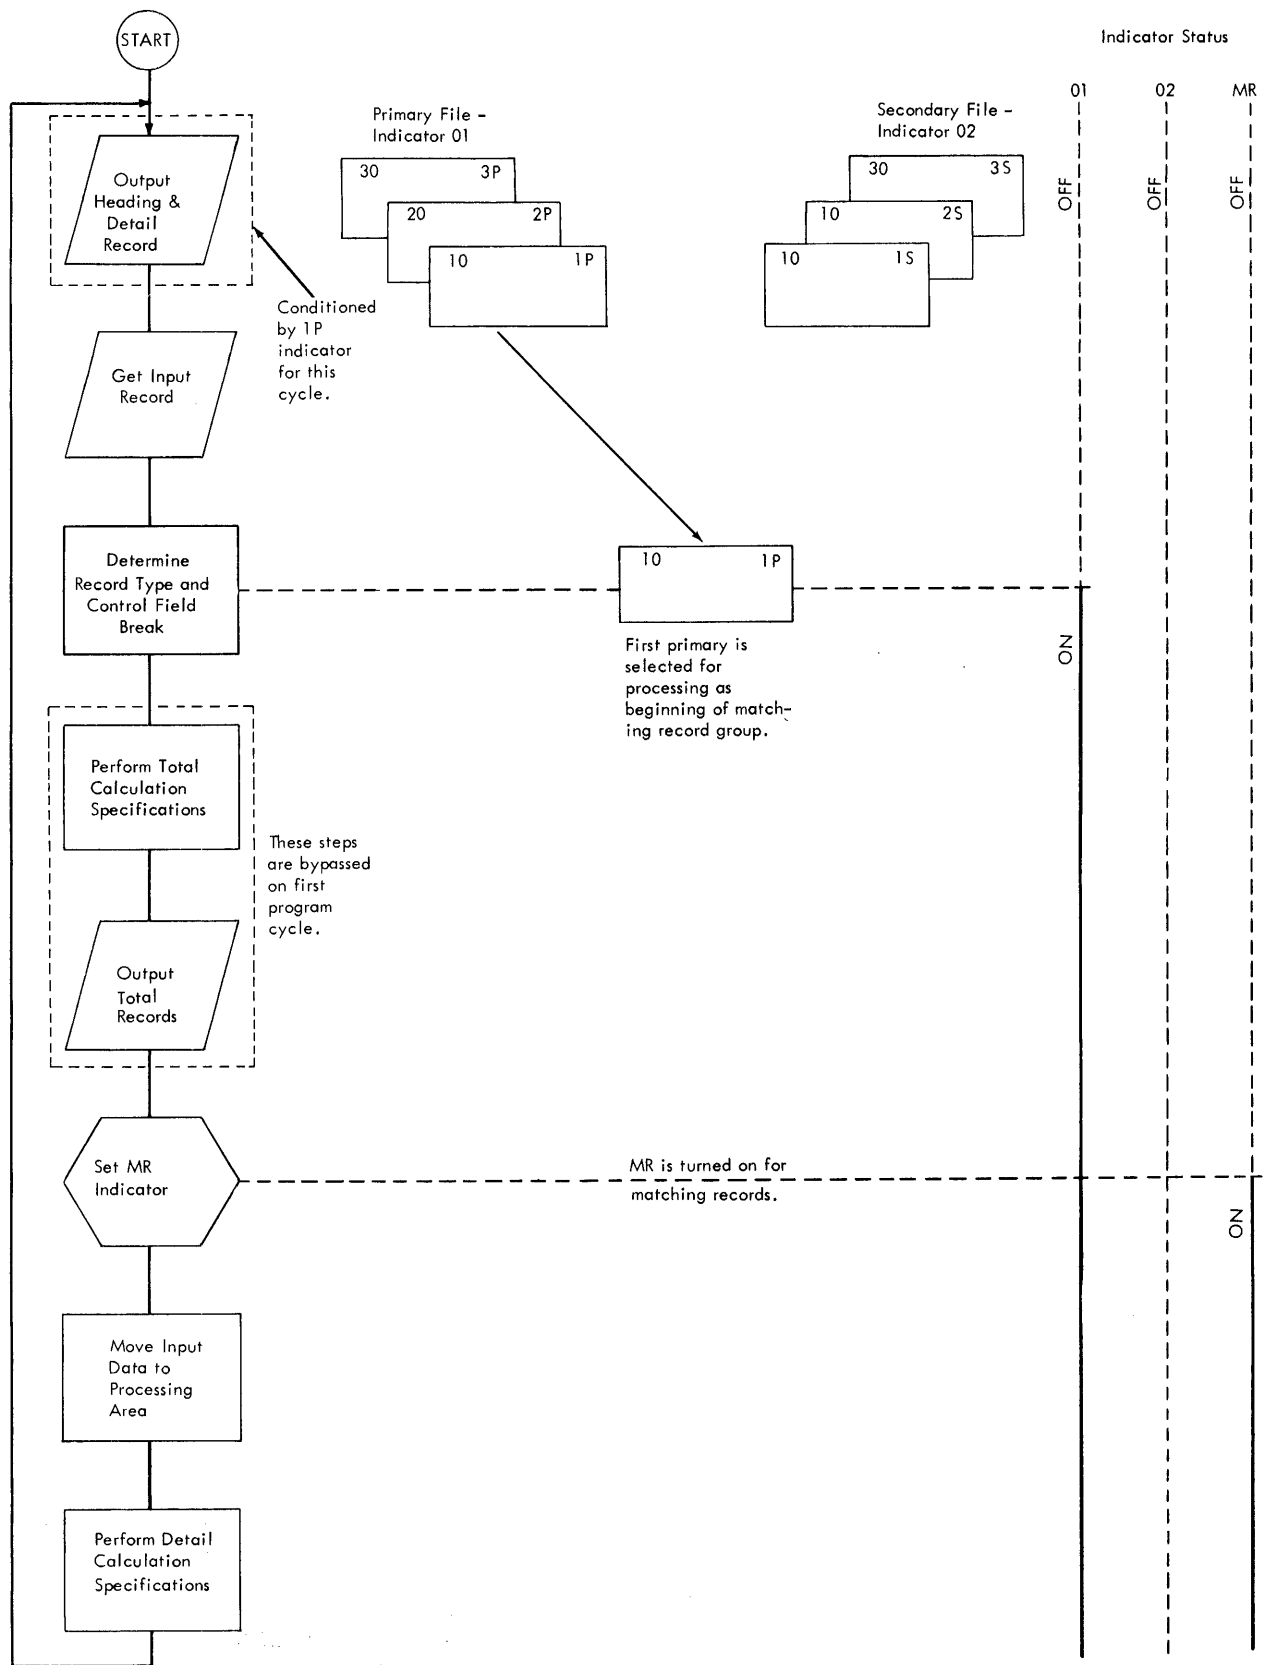 START
Indicator Status
01
02
MR
OFF
OFF
OFF
Primary File -
Indicator 01
Secondary File -
Indicator 02
30 3P
20 2P
10 1P
30 3S
10 2S
10 1S
Output
Heading &
Detail
Record
Conditioned
by 1P
indicator
for this
cycle.
Get Input
Record
Determine
Record Type and
Control Field
Break
10 1P
First primary is
selected for
processing as
beginning of match-
ing record group.
ON
Perform Total
Calculation
Specifications
These steps
are bypassed
on first
program
cycle.
Output
Total
Records
Set MR
Indicator
MR is turned on for
matching records.
ON
Move Input
Data to
Processing
Area
Perform Detail
Calculation
Specifications